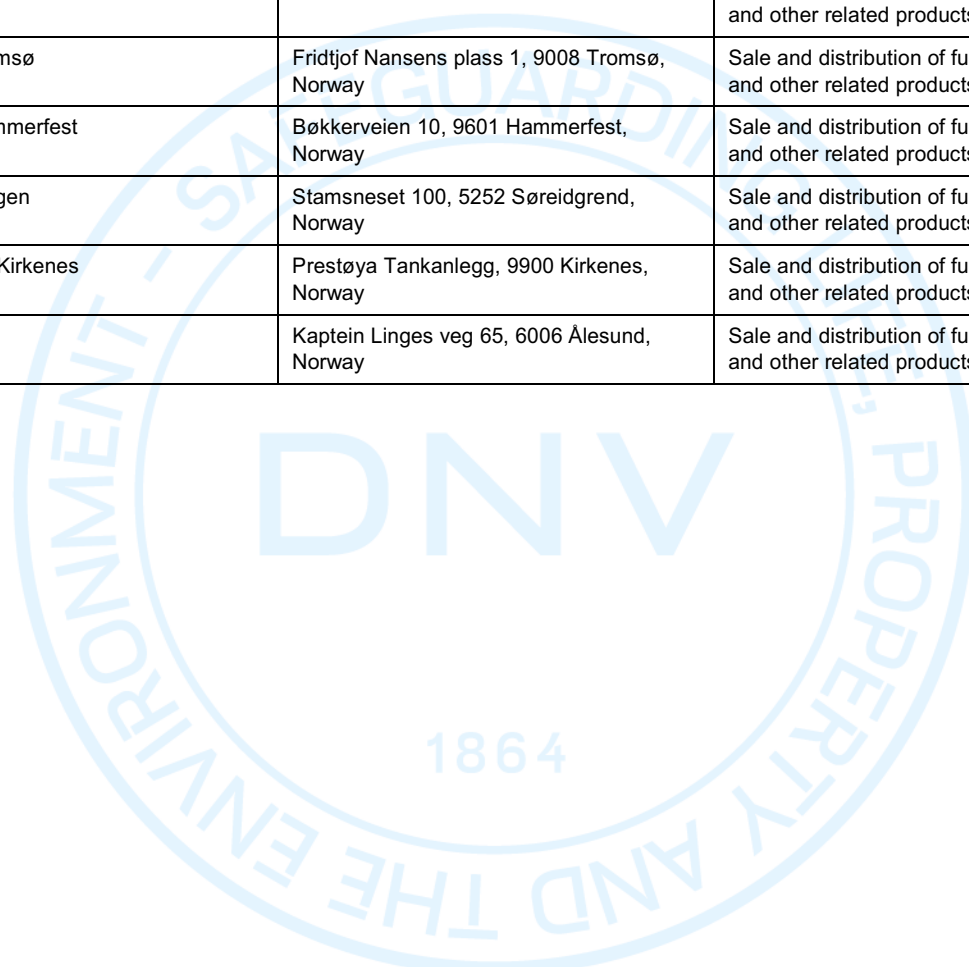 and other related products
msø
Fridtjof Nansens plass 1, 9008 Tromsø,
Norway
Sale and distribution of fu
and other related products
mmerfest
Bøkkerveien 10, 9601 Hammerfest,
Norway
Sale and distribution of fu
and other related products
gen
Stamsneset 100, 5252 Søreidgrend,
Norway
Sale and distribution of fu
and other related products
Kirkenes
Prestøya Tankanlegg, 9900 Kirkenes,
Norway
Sale and distribution of fu
and other related products
Kaptein Linges veg 65, 6006 Ålesund,
Norway
Sale and distribution of fu
and other related products
SAFEGUARDING LIFE, PROPERTY AND THE ENVIRONMENT -
DNV
1864